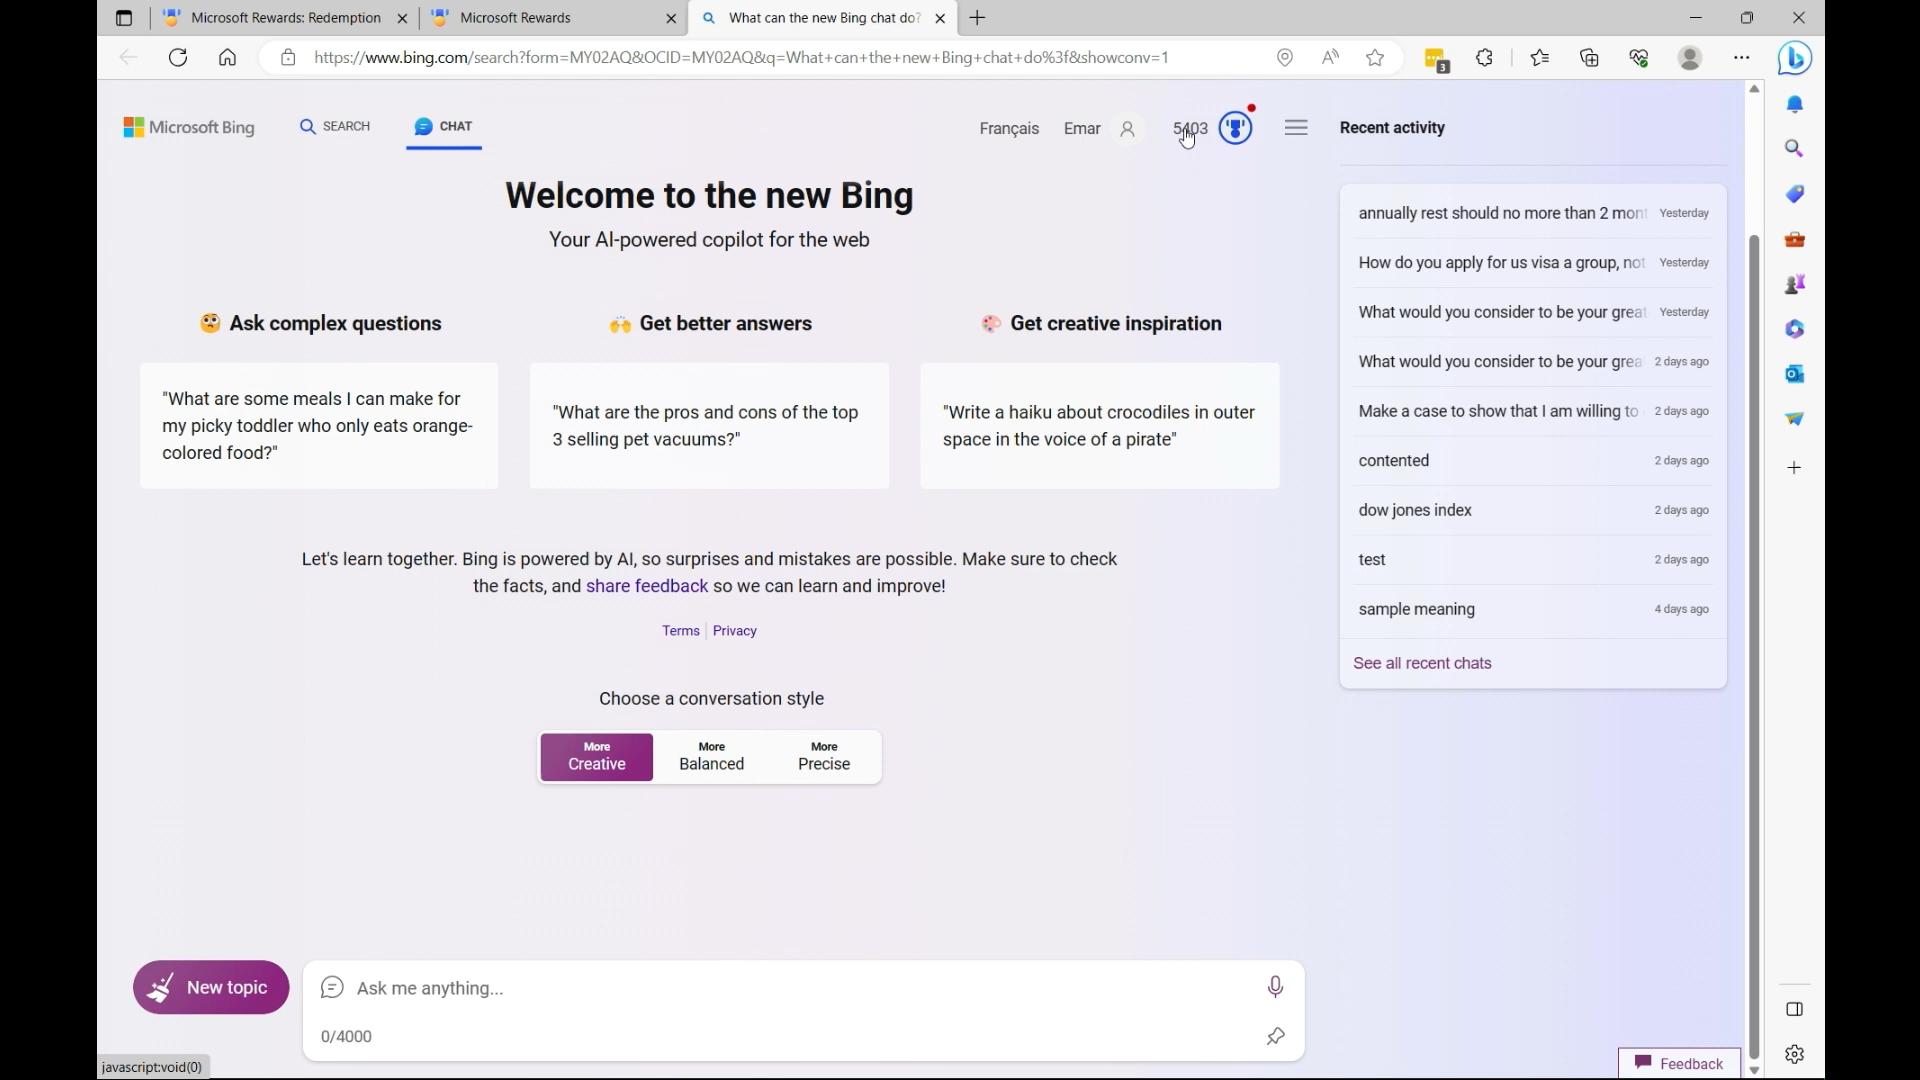 Microsoft Rewards: Redemption
Microsoft Rewards
What can the new Bing chat do?
https://www.bing.com/search?form=MY02AQ&OCID=MY02AQ&q=What+can+the+new+Bing+chat+do%3f&showconv=1
3
Microsoft Bing
SEARCH
CHAT
Français
Emar
5403
Welcome to the new Bing
Your AI-powered copilot for the web
Ask complex questions
"What are some meals I can make for
my picky toddler who only eats orange-
colored food?"
Get better answers
"What are the pros and cons of the top
3 selling pet vacuums?"
Get creative inspiration
"Write a haiku about crocodiles in outer
space in the voice of a pirate"
Let's learn together. Bing is powered by AI, so surprises and mistakes are possible. Make sure to check
the facts, and share feedback so we can learn and improve!
Terms Privacy
Choose a conversation style
More
Creative
More
Balanced
More
Precise
New topic
Ask me anything...
0/4000
Recent activity
annually rest should no more than 2 mont Yesterday
How do you apply for us visa a group, not Yesterday
What would you consider to be your great Yesterday
What would you consider to be your grea 2 days ago
Make a case to show that I am willing to 2 days ago
contented 2 days ago
dow jones index 2 days ago
test 2 days ago
sample meaning 4 days ago
See all recent chats
Feedback
javascript:void(0)